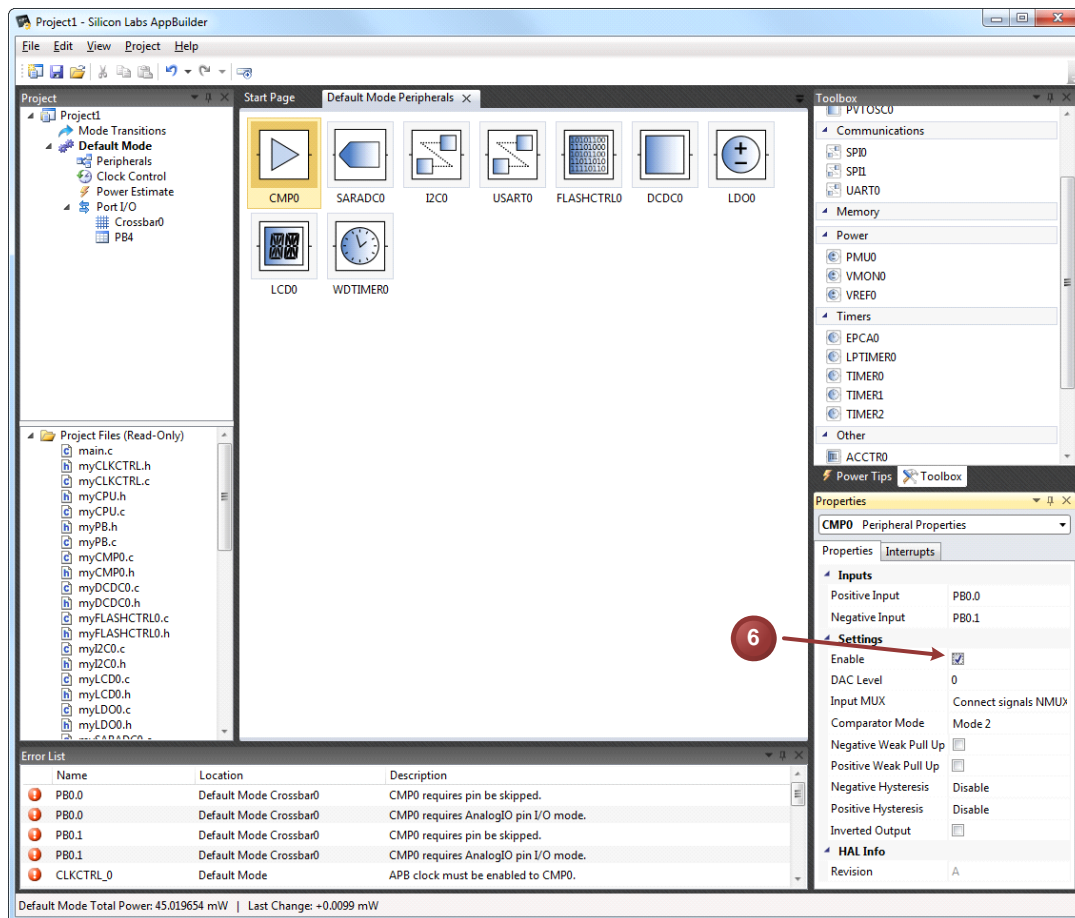 Project1 - Silicon Labs AppBuilder
File Edit View Project Help
Project
Project1
Mode Transitions
Default Mode
Peripherals
Clock Control
Power Estimate
Port I/O
Crossbar0
PB4
Project Files (Read-Only)
main.c
myCLKCTRL.h
myCLKCTRL.c
myCPU.h
myCPU.c
myPB.h
myPB.c
myCMP0.c
myCMP0.h
myDCDC0.c
myDCDC0.h
myFLASHCTRL0.c
myFLASHCTRL0.h
myI2C0.c
myI2C0.h
myLCD0.c
myLCD0.h
myLDO0.c
myLDO0.h
mySARADC0.c
Start Page Default Mode Peripherals
CMP0 SARADC0 I2C0 USART0 FLASHCTRL0 DCDC0 LDO0
LCD0 WDTIMER0
Toolbox
PVTOSC0
Communications
SPI0
SPI1
UART0
Memory
Power
PMU0
VMON0
VREF0
Timers
EPCA0
LPTIMER0
TIMER0
TIMER1
TIMER2
Other
ACCTR0
Power Tips Toolbox
Properties
CMP0 Peripheral Properties
Properties Interrupts
Inputs
Positive Input PB0.0
Negative Input PB0.1
6
Settings
Enable
DAC Level 0
Input MUX Connect signals NMUX
Comparator Mode Mode 2
Negative Weak Pull Up
Positive Weak Pull Up
Negative Hysteresis Disable
Positive Hysteresis Disable
Inverted Output
HAL Info
Revision A
Error List
Name Location Description
PB0.0 Default Mode Crossbar0 CMP0 requires pin be skipped.
PB0.0 Default Mode Crossbar0 CMP0 requires AnalogIO pin I/O mode.
PB0.1 Default Mode Crossbar0 CMP0 requires pin be skipped.
PB0.1 Default Mode Crossbar0 CMP0 requires AnalogIO pin I/O mode.
CLKCTRL_0 Default Mode APB clock must be enabled to CMP0.
Default Mode Total Power: 45.019654 mW | Last Change: +0.0099 mW